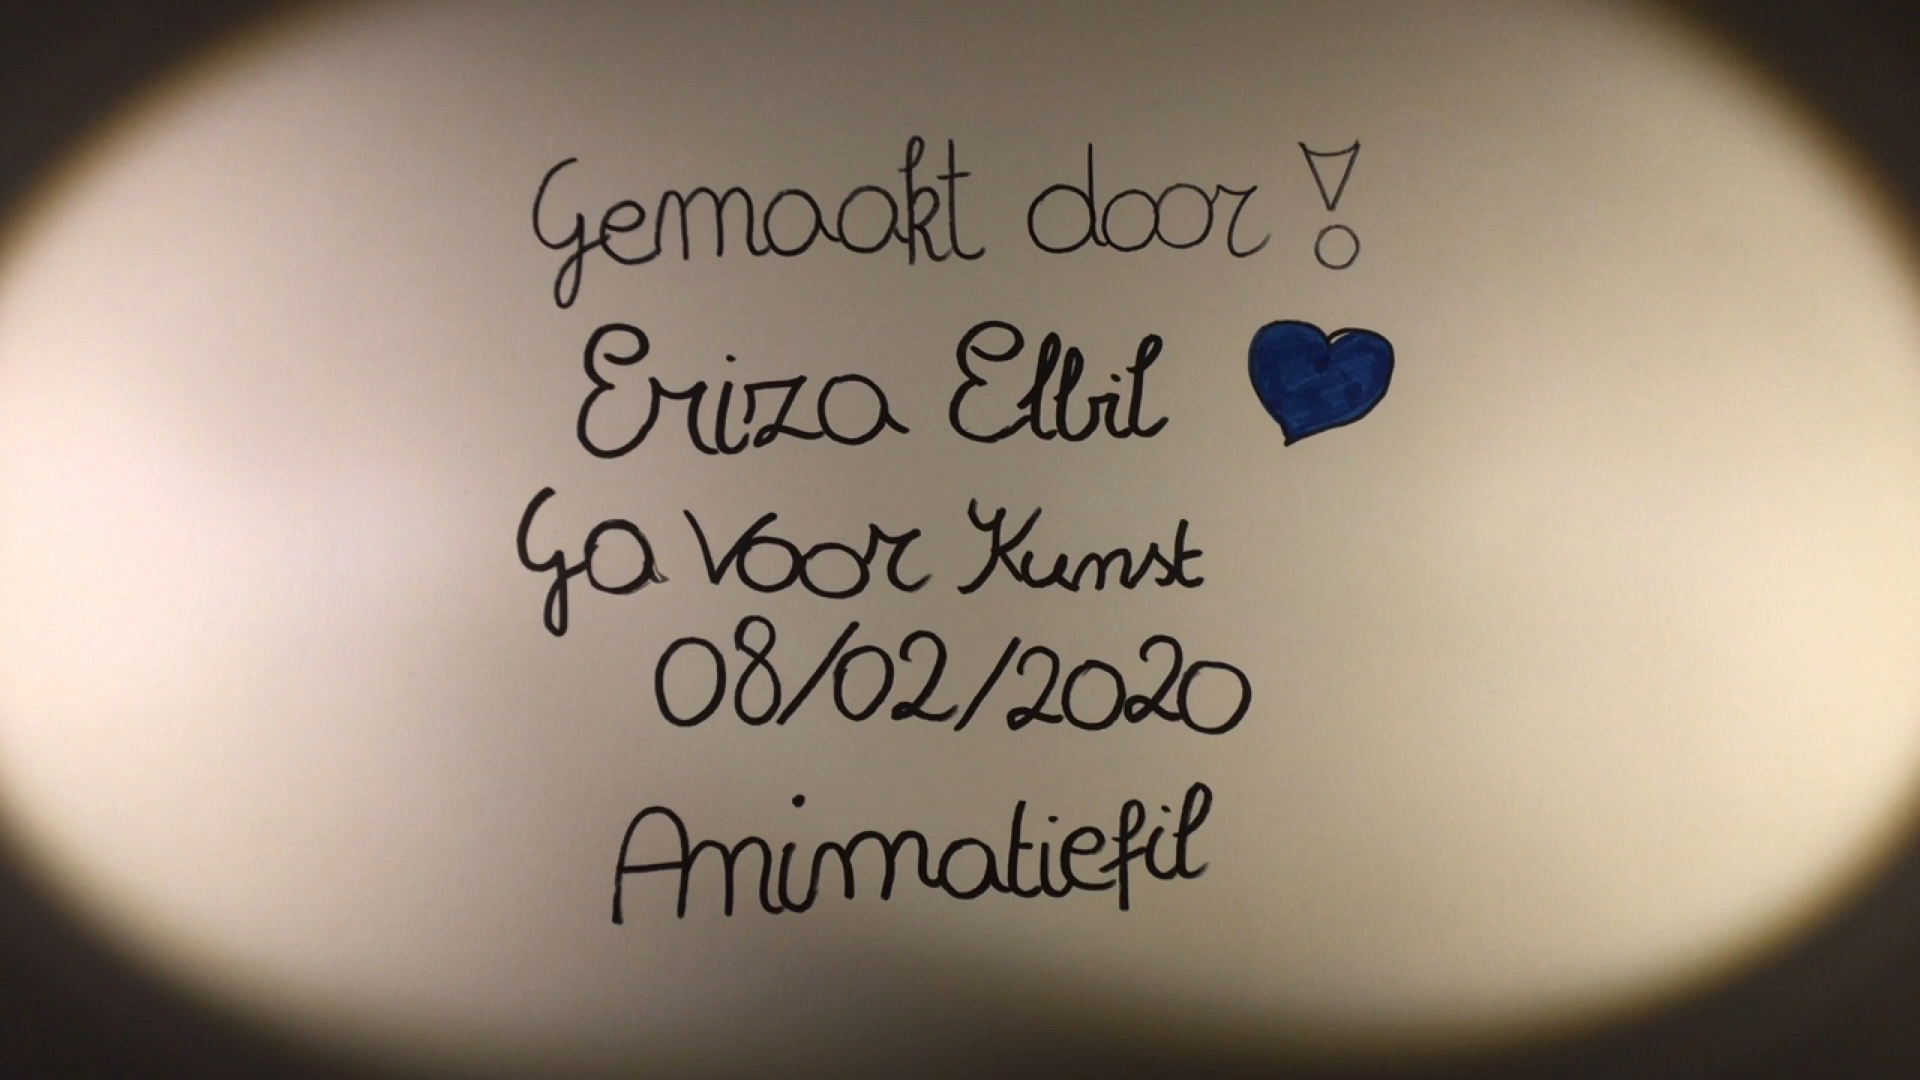 Gemaakt door!
Eriza Elbil
Ga Voor Kunst
08/02/2020
Animatiefil